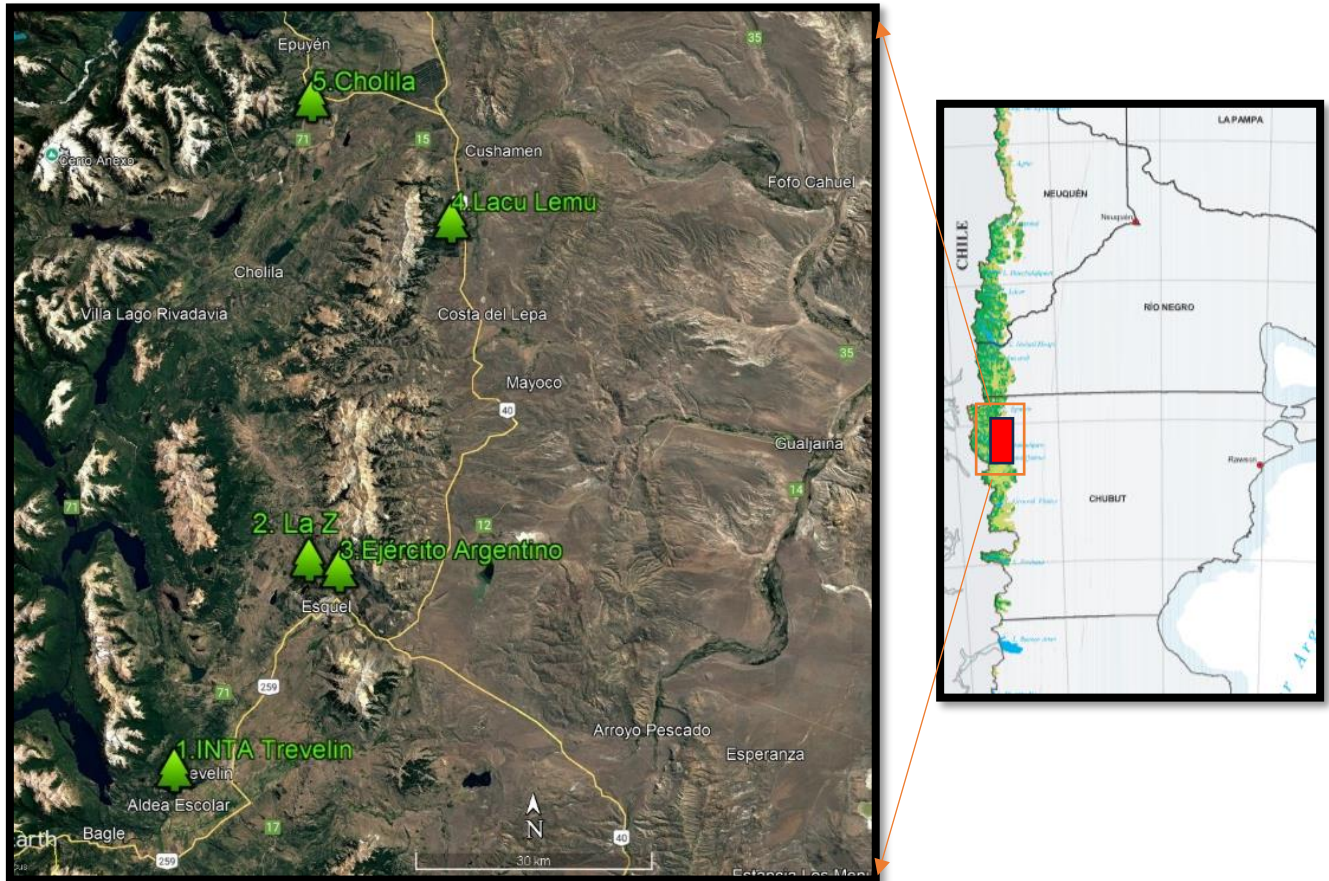 Epuyén
35
5.Cholila
71
15
Cushamen
Cerro Anexo
Fofo Cahuel
4.Lacu Lemu
Cholila
Villa Lago Rivadavia
Costa del Lepa
35
Mayoco
40
Gualjaina
14
71
2. La Z
12
3.Ejército Argentino
Esquel
71
259
Arroyo Pescado
Esperanza
1.INTA Trevelin
evelin
Aldea Escolar
N
Bagle
17
40
arth
259
30 km
LA PAMPA
NEUQUÉN
Neuquén
CHILE
RÍO NEGRO
Rawson
CHUBUT